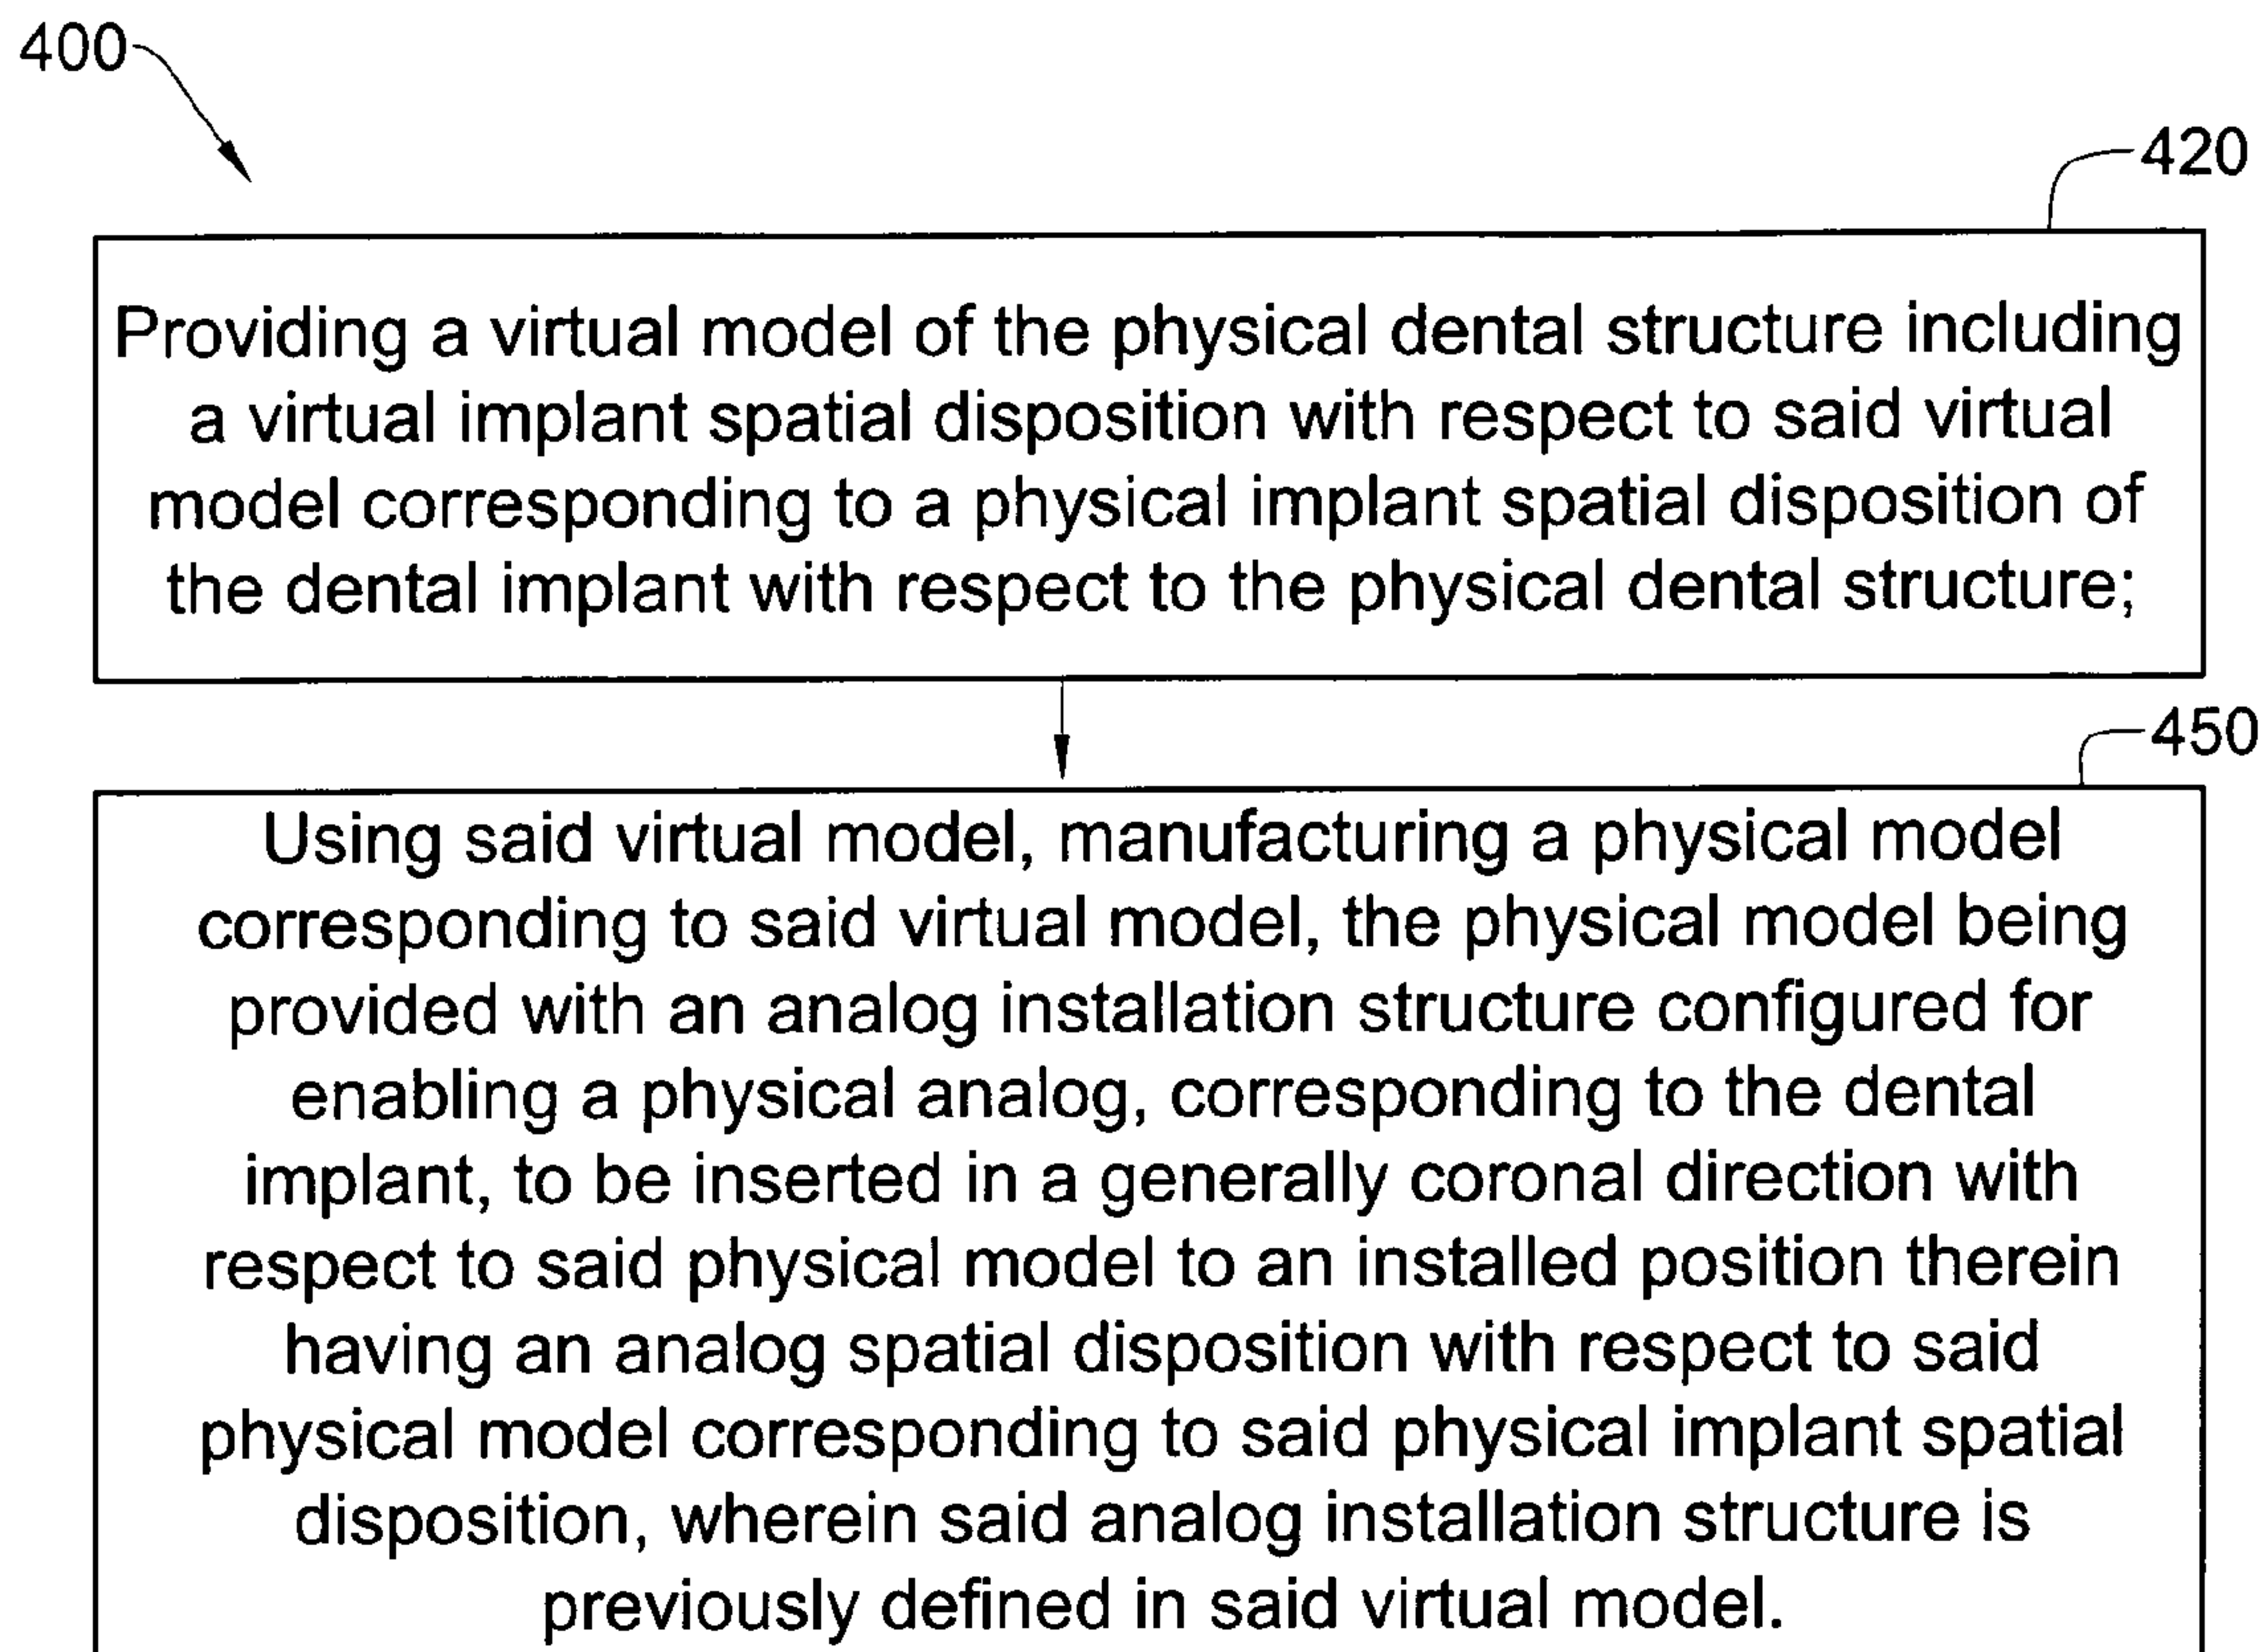 400
420
Providing a virtual model of the physical dental structure including
a virtual implant spatial disposition with respect to said virtual
model corresponding to a physical implant spatial disposition of
the dental implant with respect to the physical dental structure;
450
Using said virtual model, manufacturing a physical model
corresponding to said virtual model, the physical model being
provided with an analog installation structure configured for
enabling a physical analog, corresponding to the dental
implant, to be inserted in a generally coronal direction with
respect to said physical model to an installed position therein
having an analog spatial disposition with respect to said
physical model corresponding to said physical implant spatial
disposition, wherein said analog installation structure is
previously defined in said virtual model.